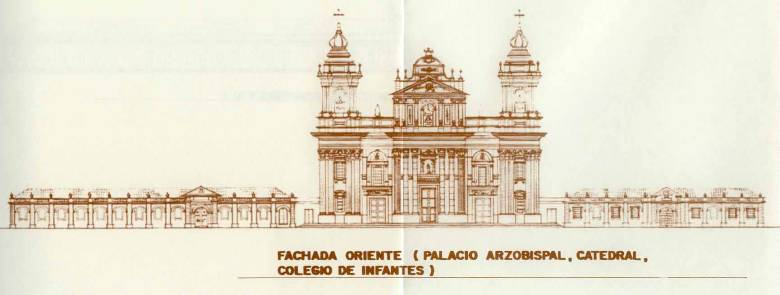 FACHADA ORIENTE ( PALACIO ARZOBISPAL, CATEDRAL,
COLEGIO DE INFANTES )